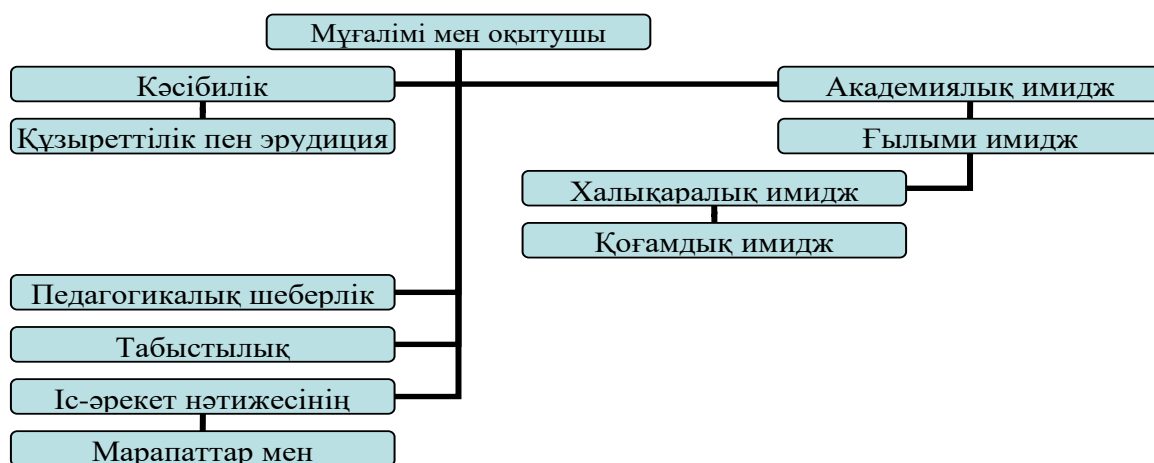 Мұғалімі мен оқытушы
Кәсібилік
Академиялық имидж
Құзыреттілік пен эрудиция
Ғылыми имидж
Халықаралық имидж
Қоғамдық имидж
Педагогикалық шеберлік
Табыстылық
Іс-әрекет нәтижесінің
Марапаттар мен